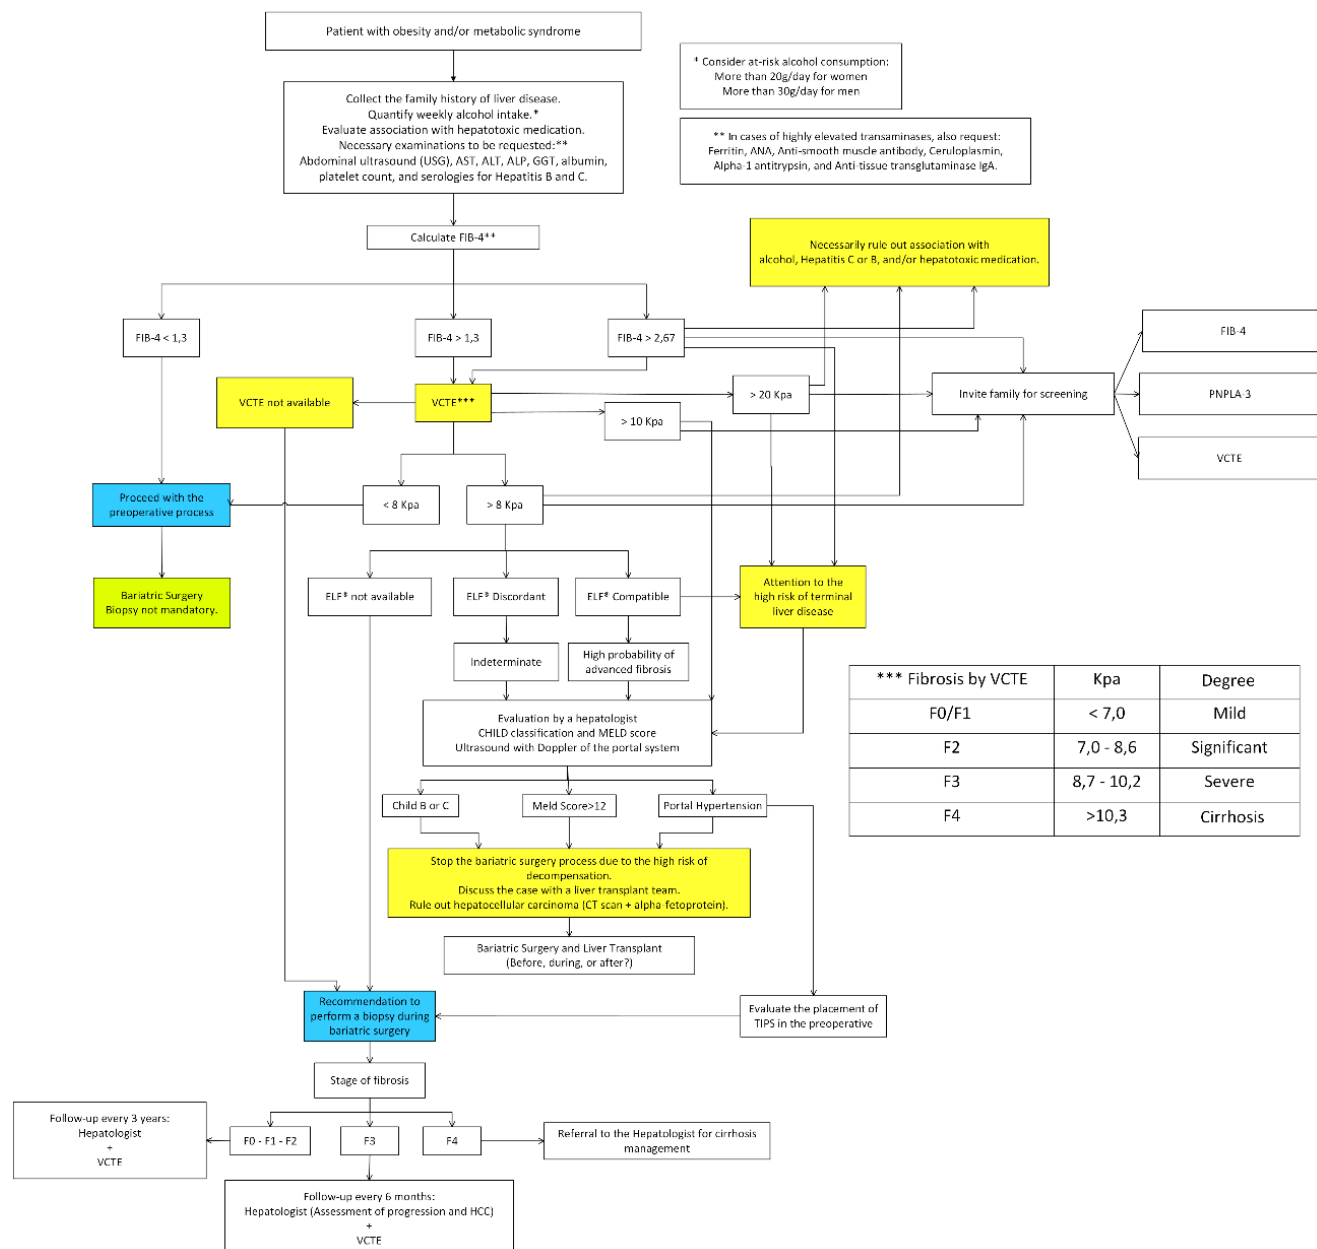 Patient with obesity and/or metabolic syndrome
* Consider at-risk alcohol consumption:
More than 20g/day for women
More than 30g/day for men
Collect the family history of liver disease.
Quantify weekly alcohol intake.*
Evaluate association with hepatotoxic medication.
Necessary examinations to be requested:**
Abdominal ultrasound (USG), AST, ALT, ALP, GGT, albumin,
platelet count, and serologies for Hepatitis B and C.
** In cases of highly elevated transaminases, also request:
Ferritin, ANA, Anti-smooth muscle antibody, Ceruloplasmin,
Alpha-1 antitrypsin, and Anti-tissue transglutaminase IgA.
Calculate FIB-4**
Necessarily rule out association with
alcohol, Hepatitis C or B, and/or hepatotoxic medication.
FIB-4 < 1,3
FIB-4 > 1,3
FIB-4 > 2,67
FIB-4
VCTE not available
VCTE***
> 20 Kpa
Invite family for screening
PNPLA-3
> 10 Kpa
VCTE
Proceed with the
preoperative process
< 8 Kpa
> 8 Kpa
Bariatric Surgery
Biopsy not mandatory.
ELF® not available
ELF® Discordant
ELF® Compatible
Attention to the
high risk of terminal
liver disease
Indeterminate
High probability of
advanced fibrosis
*** Fibrosis by VCTE Kpa Degree
F0/F1 < 7,0 Mild
F2 7,0 - 8,6 Significant
F3 8,7 - 10,2 Severe
F4 >10,3 Cirrhosis
Evaluation by a hepatologist
CHILD classification and MELD score
Ultrasound with Doppler of the portal system
Child B or C
Meld Score>12
Portal Hypertension
Stop the bariatric surgery process due to the high risk of
decompensation.
Discuss the case with a liver transplant team.
Rule out hepatocellular carcinoma (CT scan + alpha-fetoprotein).
Bariatric Surgery and Liver Transplant
(Before, during, or after?)
Recommendation to
perform a biopsy during
bariatric surgery
Evaluate the placement of
TIPS in the preoperative
Stage of fibrosis
Follow-up every 3 years:
Hepatologist
+
VCTE
F0 - F1 - F2
F3
F4
Referral to the Hepatologist for cirrhosis
management
Follow-up every 6 months:
Hepatologist (Assessment of progression and HCC)
+
VCTE